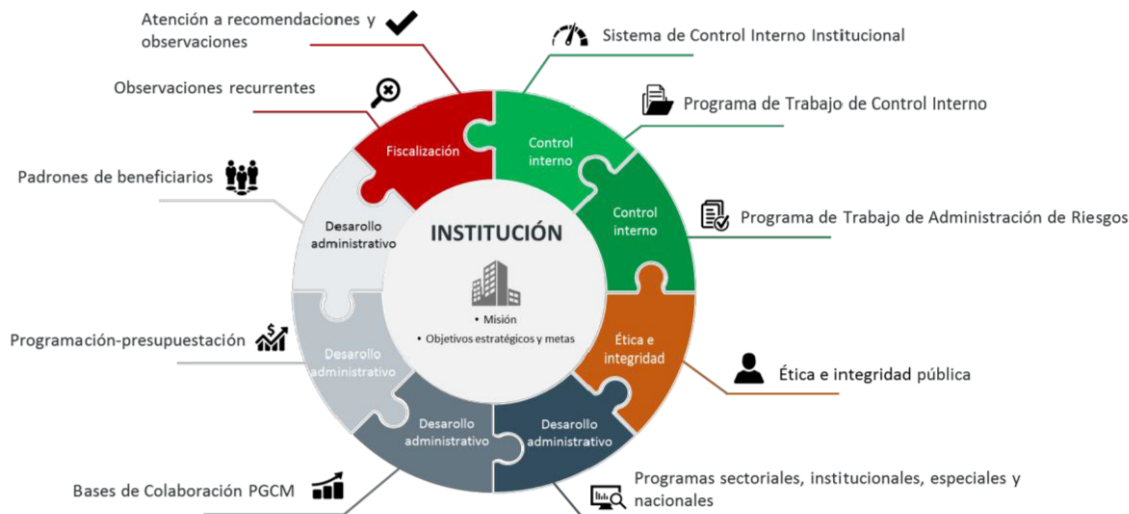 Atención a recomendaciones y
observaciones
Sistema de Control Interno Institucional
Observaciones recurrentes
Programa de Trabajo de Control Interno
Fiscalización
Control
interno
Padrones de beneficiarios
Desarollo
administrativo
INSTITUCIÓN
Control
interno
Programa de Trabajo de Administración de Riesgos
• Misión
• Objetivos estratégicos y metas
Programación-presupuestación
$
Desarollo
administrativo
Ética e
integridad
Ética e integridad pública
Desarollo
administrativo
Desarollo
administrativo
Bases de Colaboración PGCM
Programas sectoriales, institucionales, especiales y
nacionales